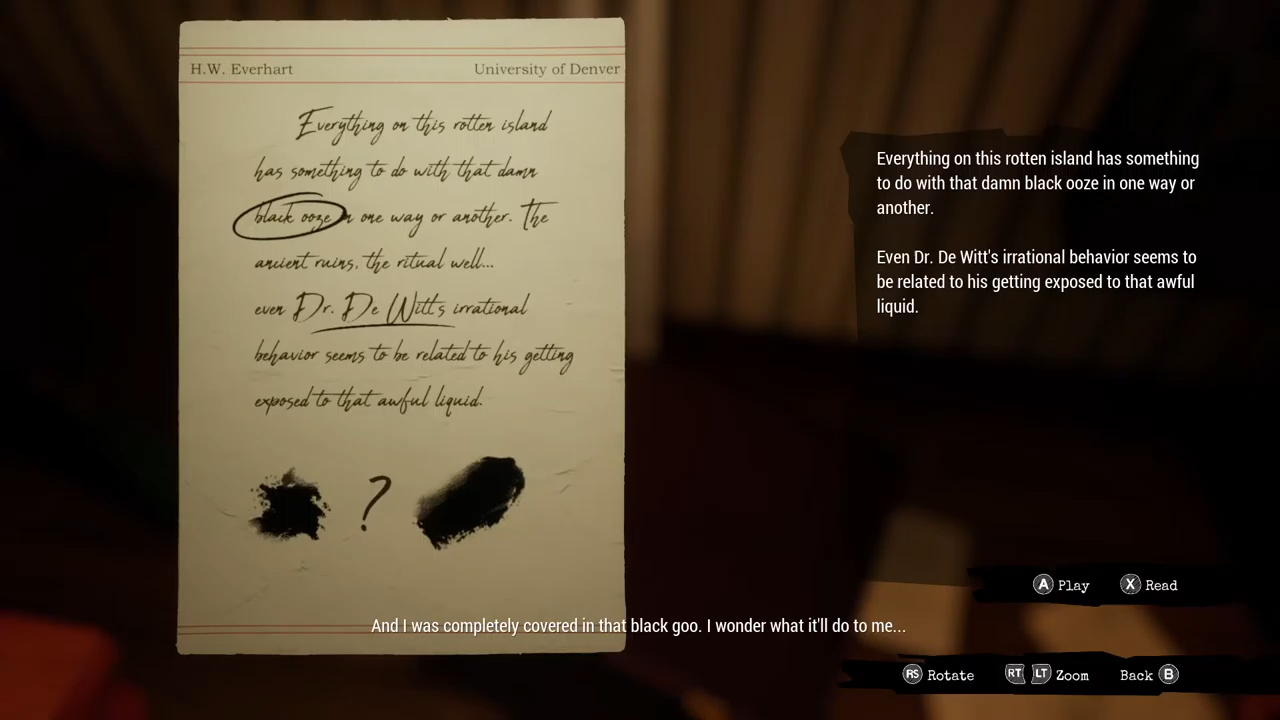 H.W. Everhart
University of Denver
Everything on this rotten island
has something to do with that damn
black ooze in one way or another. The
ancient ruins, the ritual well...
even Dr. De Witt's irrational
behavior seems to be related to his getting
exposed to that awful liquid.
?
Everything on this rotten island has something
to do with that damn black ooze in one way or
another.
Even Dr. De Witt's irrational behavior seems to
be related to his getting exposed to that awful
liquid.
A Play X Read
And I was completely covered in that black goo. I wonder what it'll do to me...
RS Rotate RT LT Zoom Back B